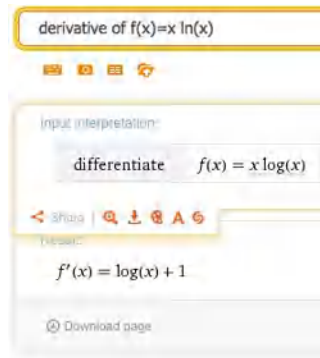 derivative of f(x)=x ln(x)
Input interpretation:
differentiate f(x) = x log(x)
Share
A
Result:
f′(x) = log(x) + 1
Download page